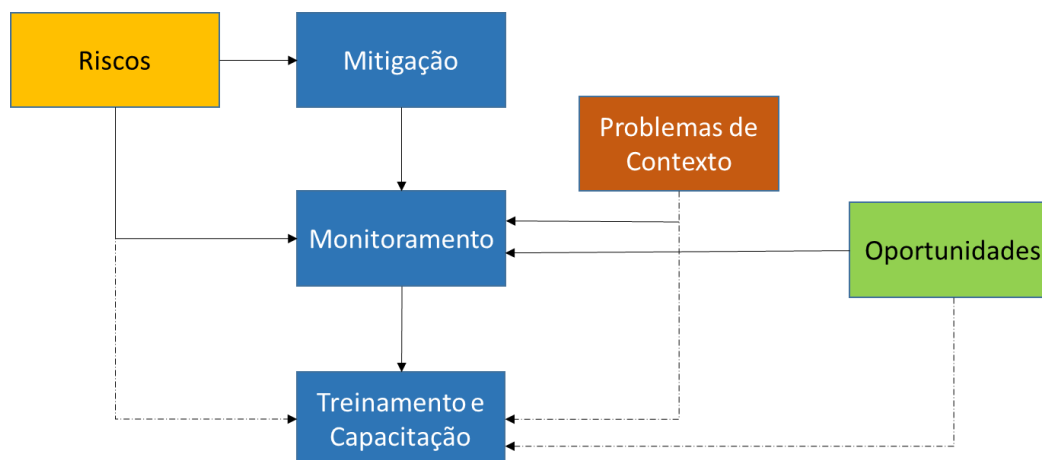 Riscos
Mitigação
Problemas de
Contexto
Monitoramento
Oportunidades
Treinamento e
Capacitação